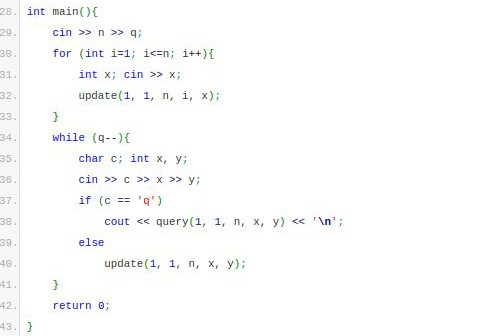 28. int main(){
29. cin >> n >> q;
30. for (int i=1; i<=n; i++){
31. int x; cin >> x;
32. update(1, 1, n, i, x);
33. }
34. while (q--){
35. char c; int x, y;
36. cin >> c >> x >> y;
37. if (c == 'q')
38. cout << query(1, 1, n, x, y) << '\n';
39. else
40. update(1, 1, n, x, y);
41. }
42. return 0;
43. }